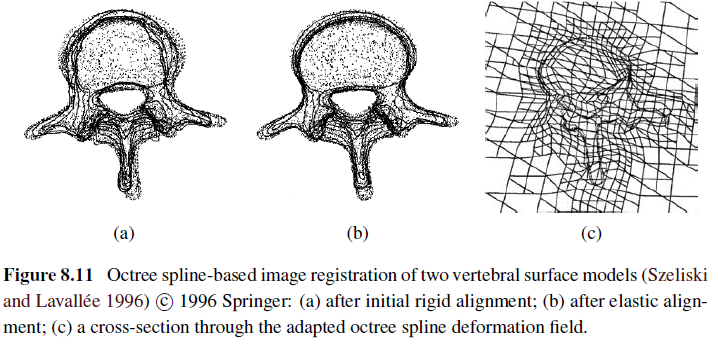 (a)
(b)
(c)
Figure 8.11 Octree spline-based image registration of two vertebral surface models (Szeliski
and Lavallée 1996) © 1996 Springer: (a) after initial rigid alignment; (b) after elastic align-
ment; (c) a cross-section through the adapted octree spline deformation field.